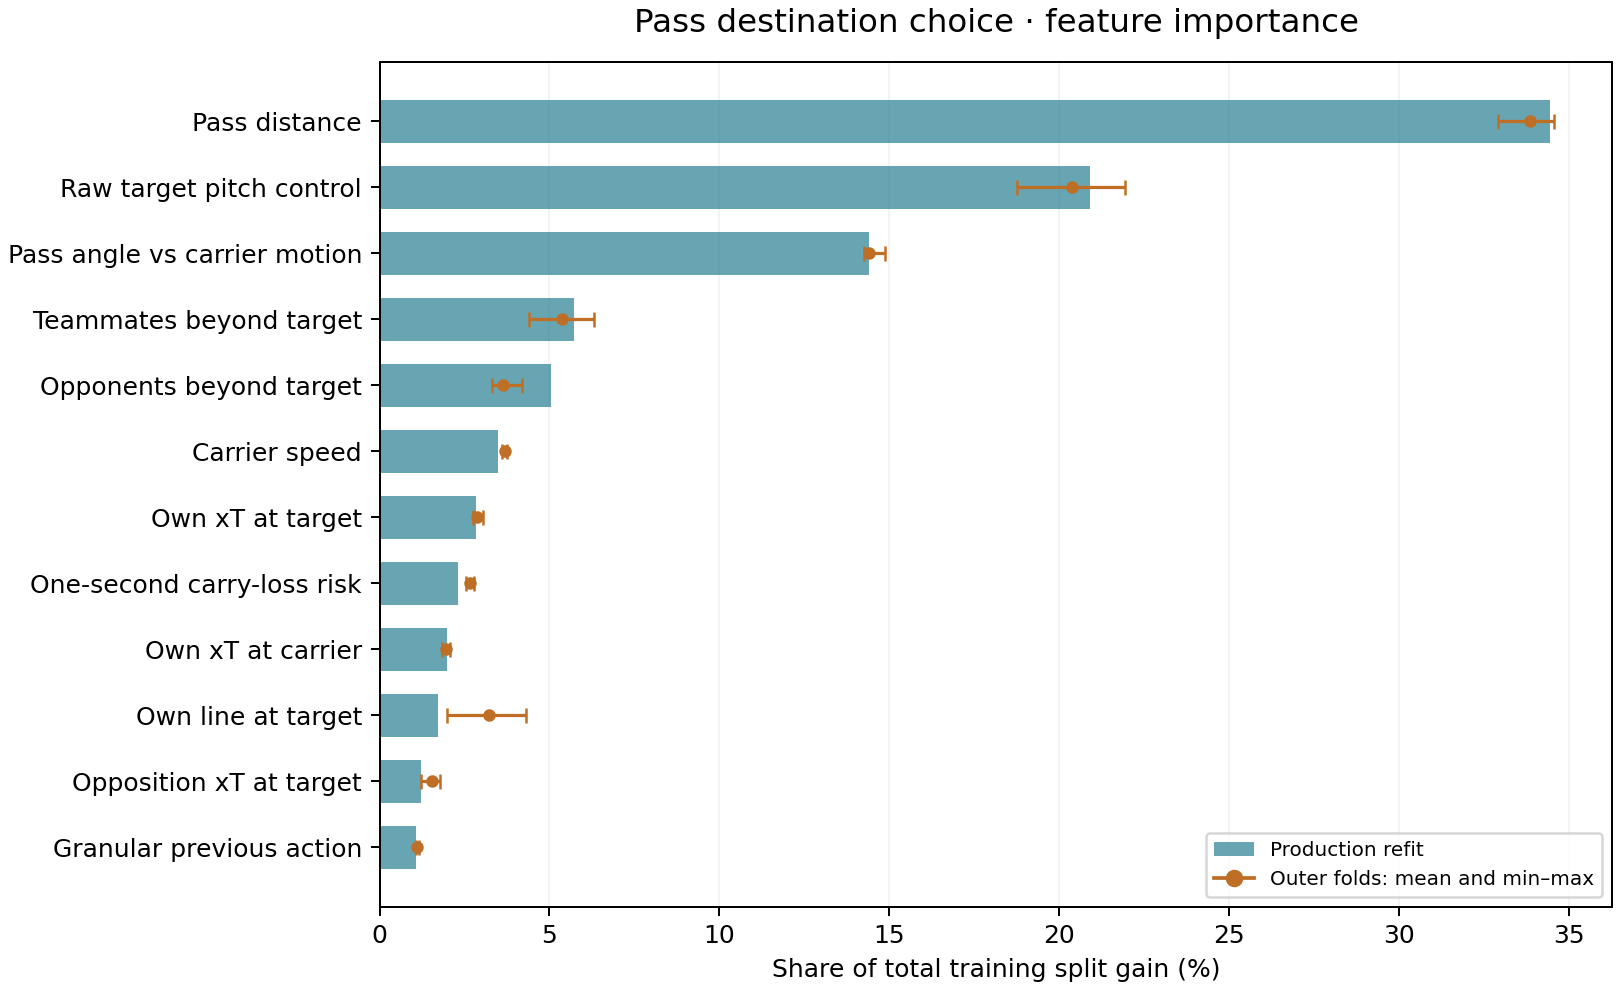 Pass destination choice · feature importance
Pass distance
Raw target pitch control
Pass angle vs carrier motion
Teammates beyond target
Opponents beyond target
Carrier speed
Own xT at target
One-second carry-loss risk
Own xT at carrier
Own line at target
Opposition xT at target
Granular previous action
Production refit
Outer folds: mean and min–max
0 5 10 15 20 25 30 35
Share of total training split gain (%)